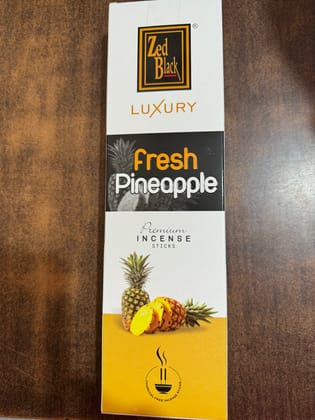 Zed
Black
®
LUXURY
fresh
Pineapple
Premium
INCENSE
STICKS